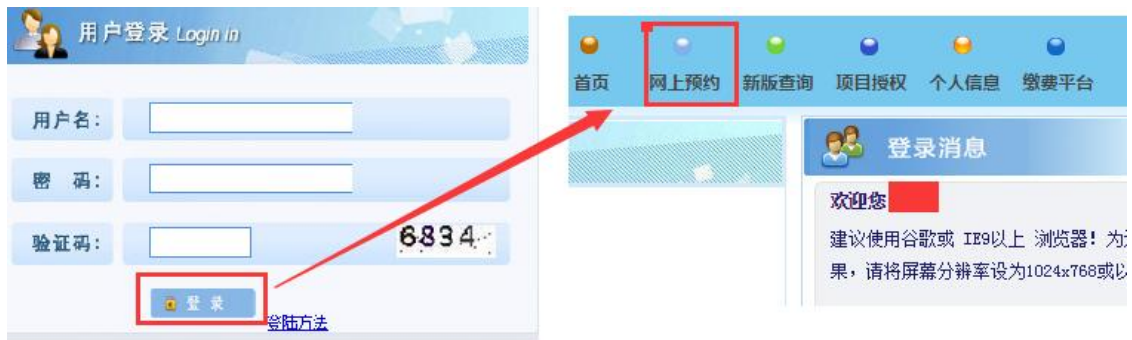 用户登录 Login in
用户名：
密 码：
验证码：
6834
登 录
登陆方法
首页 网上预约 新版查询 项目授权 个人信息 缴费平台
登录消息
欢迎您
建议使用谷歌或 IE9以上 浏览器！为
果，请将屏幕分辨率设为1024x768或以